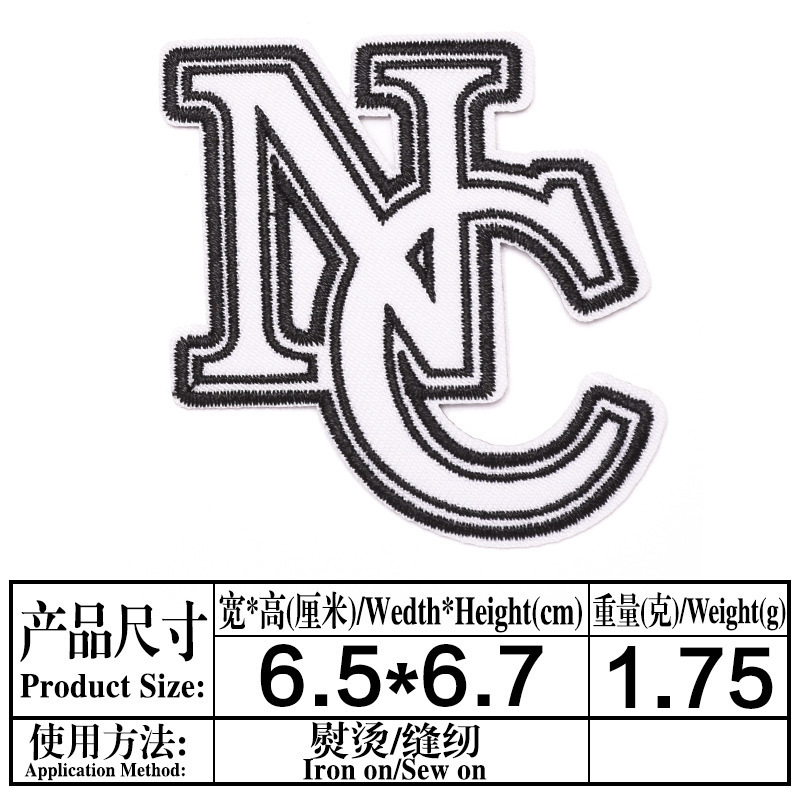 NC
宽*高(厘米)/Wedth*Height(cm)
重量(克)/Weight(g)
产品尺寸
Product Size:
6.5*6.7
1.75
使用方法:
Application Method:
熨烫/缝纫
Iron on/Sew on